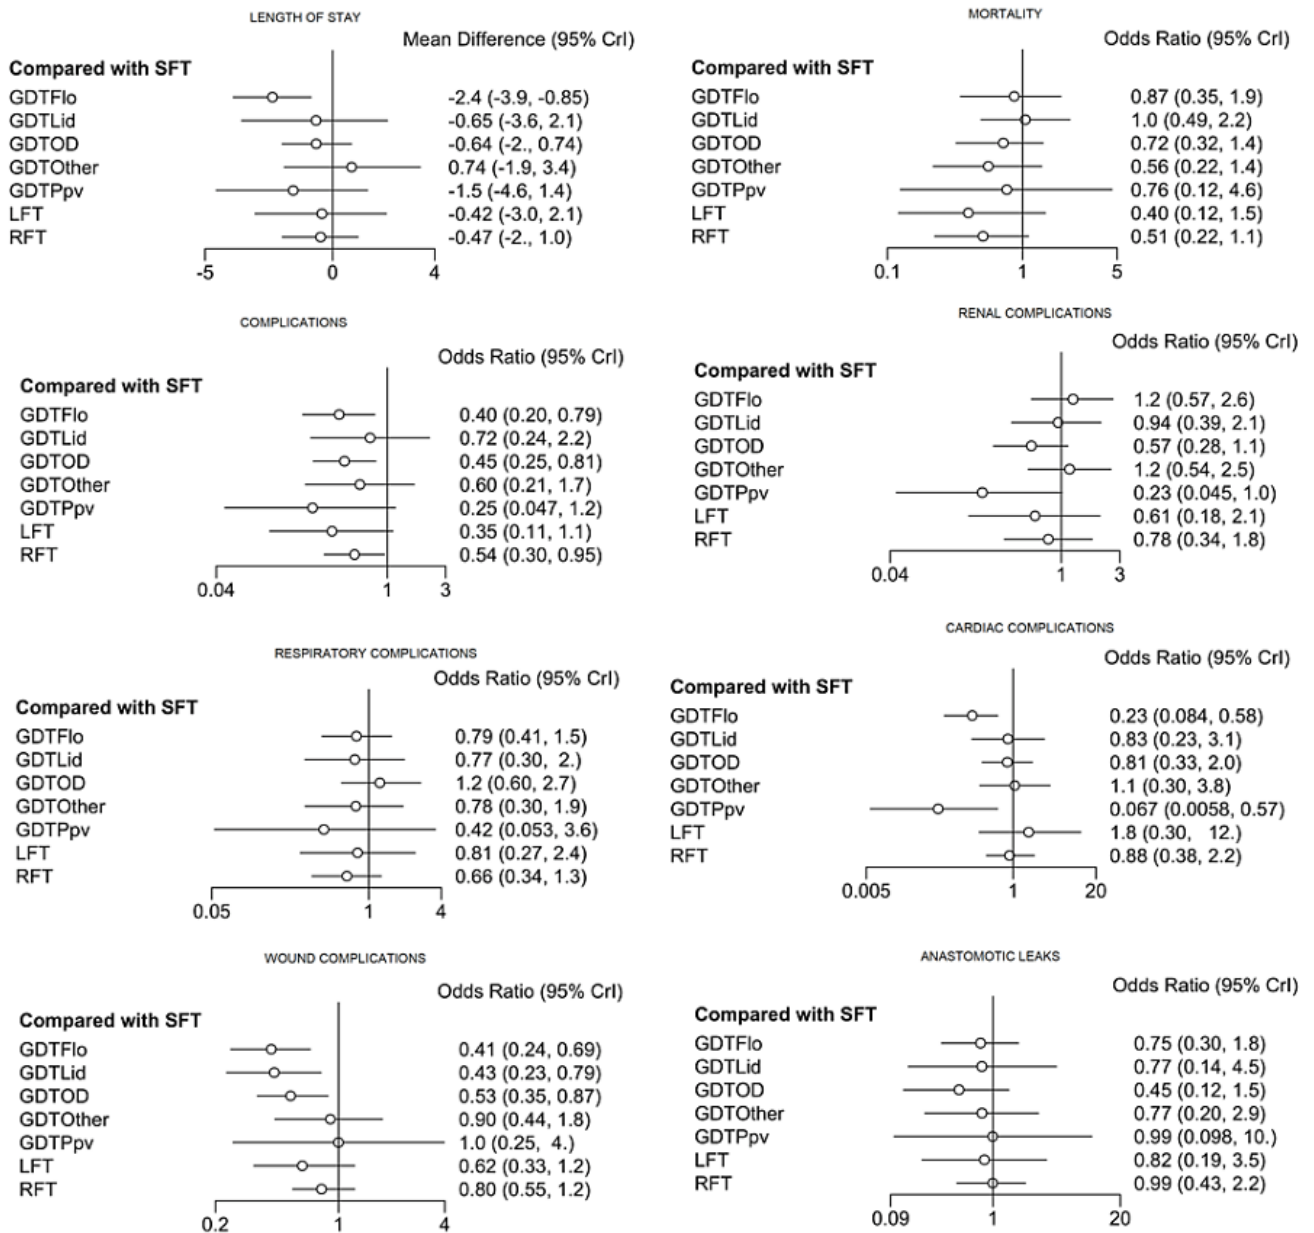 LENGTH OF STAY
Mean Difference (95% CrI)
Compared with SFT
GDTFlo -2.4 (-3.9, -0.85)
GDTLid -0.65 (-3.6, 2.1)
GDTOD -0.64 (-2., 0.74)
GDTOther 0.74 (-1.9, 3.4)
GDTPpv -1.5 (-4.6, 1.4)
LFT -0.42 (-3.0, 2.1)
RFT -0.47 (-2., 1.0)
-5 0 4
MORTALITY
Odds Ratio (95% CrI)
Compared with SFT
GDTFlo 0.87 (0.35, 1.9)
GDTLid 1.0 (0.49, 2.2)
GDTOD 0.72 (0.32, 1.4)
GDTOther 0.56 (0.22, 1.4)
GDTPpv 0.76 (0.12, 4.6)
LFT 0.40 (0.12, 1.5)
RFT 0.51 (0.22, 1.1)
0.1 1 5
COMPLICATIONS
Odds Ratio (95% CrI)
Compared with SFT
GDTFlo 0.40 (0.20, 0.79)
GDTLid 0.72 (0.24, 2.2)
GDTOD 0.45 (0.25, 0.81)
GDTOther 0.60 (0.21, 1.7)
GDTPpv 0.25 (0.047, 1.2)
LFT 0.35 (0.11, 1.1)
RFT 0.54 (0.30, 0.95)
0.04 1 3
RENAL COMPLICATIONS
Odds Ratio (95% CrI)
Compared with SFT
GDTFlo 1.2 (0.57, 2.6)
GDTLid 0.94 (0.39, 2.1)
GDTOD 0.57 (0.28, 1.1)
GDTOther 1.2 (0.54, 2.5)
GDTPpv 0.23 (0.045, 1.0)
LFT 0.61 (0.18, 2.1)
RFT 0.78 (0.34, 1.8)
0.04 1 3
RESPIRATORY COMPLICATIONS
Odds Ratio (95% CrI)
Compared with SFT
GDTFlo 0.79 (0.41, 1.5)
GDTLid 0.77 (0.30, 2.)
GDTOD 1.2 (0.60, 2.7)
GDTOther 0.78 (0.30, 1.9)
GDTPpv 0.42 (0.053, 3.6)
LFT 0.81 (0.27, 2.4)
RFT 0.66 (0.34, 1.3)
0.05 1 4
CARDIAC COMPLICATIONS
Odds Ratio (95% CrI)
Compared with SFT
GDTFlo 0.23 (0.084, 0.58)
GDTLid 0.83 (0.23, 3.1)
GDTOD 0.81 (0.33, 2.0)
GDTOther 1.1 (0.30, 3.8)
GDTPpv 0.067 (0.0058, 0.57)
LFT 1.8 (0.30, 12.)
RFT 0.88 (0.38, 2.2)
0.005 1 20
WOUND COMPLICATIONS
Odds Ratio (95% CrI)
Compared with SFT
GDTFlo 0.41 (0.24, 0.69)
GDTLid 0.43 (0.23, 0.79)
GDTOD 0.53 (0.35, 0.87)
GDTOther 0.90 (0.44, 1.8)
GDTPpv 1.0 (0.25, 4.)
LFT 0.62 (0.33, 1.2)
RFT 0.80 (0.55, 1.2)
0.2 1 4
ANASTOMOTIC LEAKS
Odds Ratio (95% CrI)
Compared with SFT
GDTFlo 0.75 (0.30, 1.8)
GDTLid 0.77 (0.14, 4.5)
GDTOD 0.45 (0.12, 1.5)
GDTOther 0.77 (0.20, 2.9)
GDTPpv 0.99 (0.098, 10.)
LFT 0.82 (0.19, 3.5)
RFT 0.99 (0.43, 2.2)
0.09 1 20